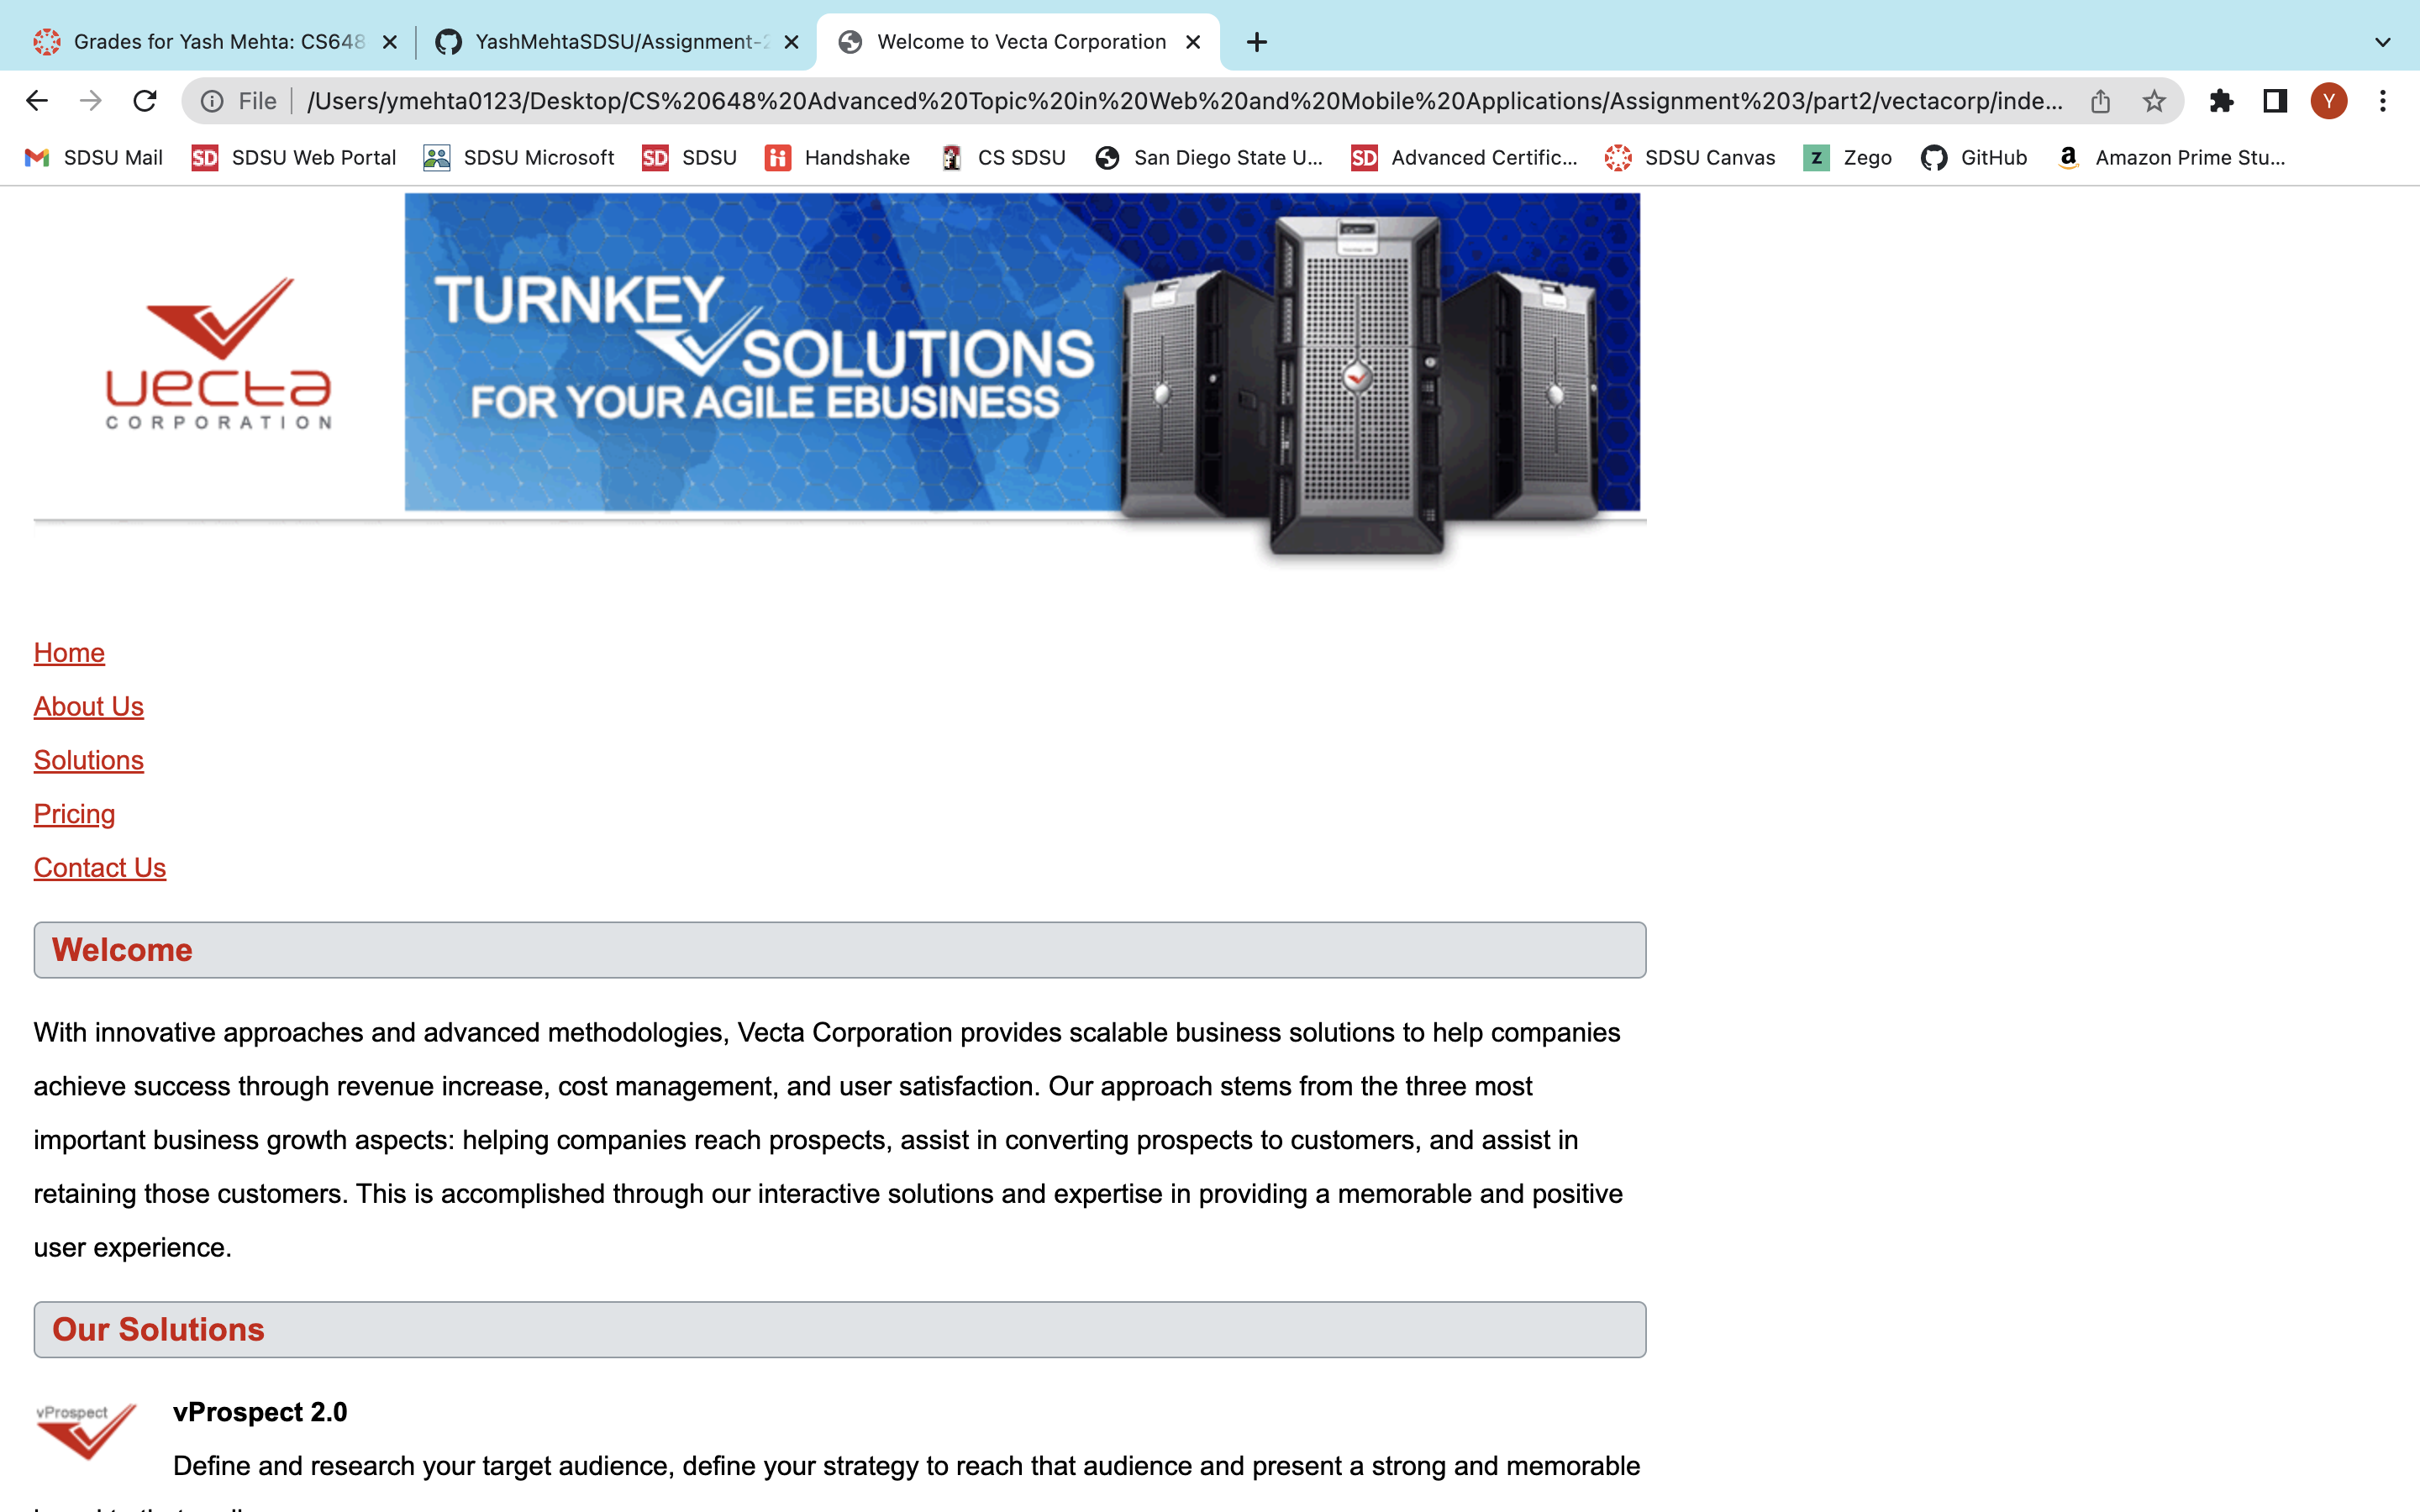 Grades for Yash Mehta: CS648
YashMehtaSDSU/Assignment-2
Welcome to Vecta Corporation
File /Users/ymehta0123/Desktop/CS%20648%20Advanced%20Topic%20in%20Web%20and%20Mobile%20Applications/Assignment%203/part2/vectacorp/inde...
Y
SDSU Mail
SD SDSU Web Portal
SDSU Microsoft
SD SDSU
Handshake
CS SDSU
San Diego State U...
SD Advanced Certific...
SDSU Canvas
Z Zego
GitHub
a Amazon Prime Stu...
vecta
CORPORATION
TURNKEY
SOLUTIONS
FOR YOUR AGILE EBUSINESS
Home
About Us
Solutions
Pricing
Contact Us
Welcome
With innovative approaches and advanced methodologies, Vecta Corporation provides scalable business solutions to help companies
achieve success through revenue increase, cost management, and user satisfaction. Our approach stems from the three most
important business growth aspects: helping companies reach prospects, assist in converting prospects to customers, and assist in
retaining those customers. This is accomplished through our interactive solutions and expertise in providing a memorable and positive
user experience.
Our Solutions
vProspect
vProspect 2.0
Define and research your target audience, define your strategy to reach that audience and present a strong and memorable